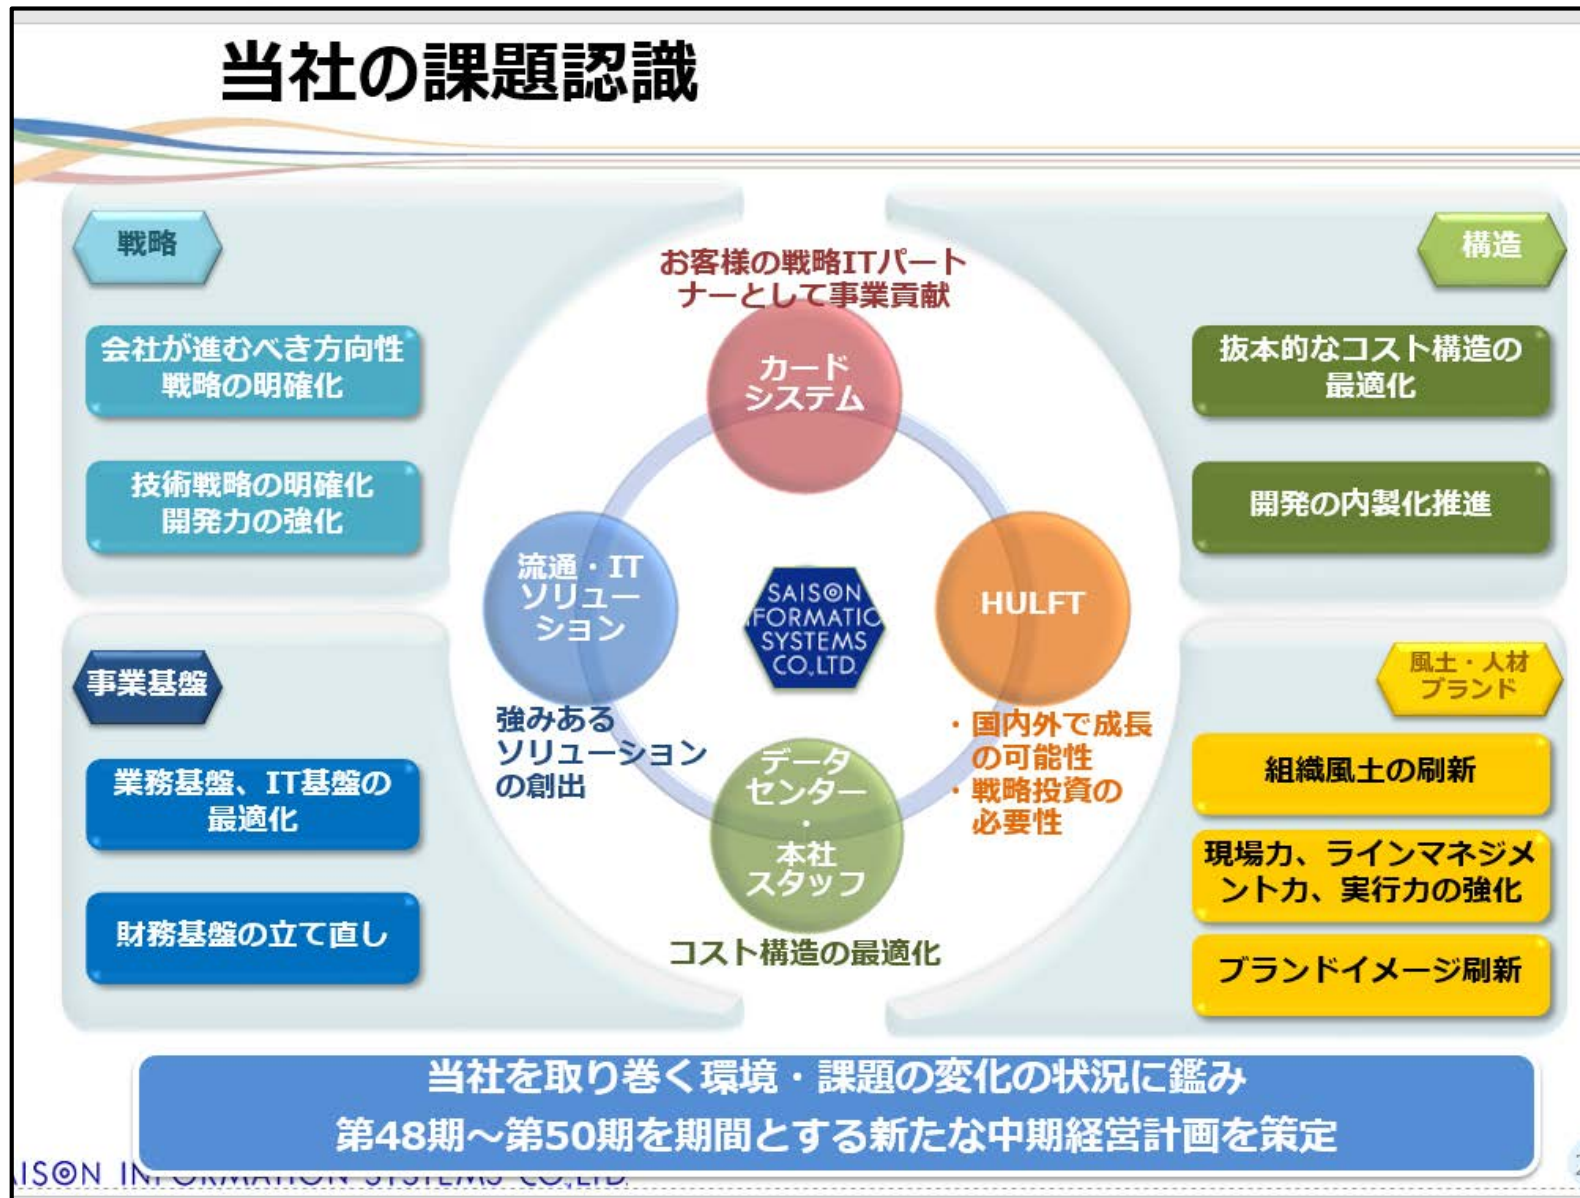 当社の課題認識
戦略
会社が進むべき方向性
戦略の明確化
技術戦略の明確化
開発力の強化
事業基盤
業務基盤、IT基盤の
最適化
財務基盤の立て直し
お客様の戦略ITパート
ナーとして事業貢献
カード
システム
流通・IT
ソリュー
ション
強みある
ソリューション
の創出
SAISON
NFORMATIC
SYSTEMS
CO.,LTD.
HULFT
・国内外で成長
の可能性
・戦略投資の
必要性
データ
センター
・
本社
スタッフ
コスト構造の最適化
構造
抜本的なコスト構造の
最適化
開発の内製化推進
風土・人材
ブランド
組織風土の刷新
現場力、ラインマネジメ
ント力、実行力の強化
ブランドイメージ刷新
当社を取り巻く環境・課題の変化の状況に鑑み
第48期～第50期を期間とする新たな中期経営計画を策定
AISON INFORMATION SYSTEMS CO.,LTD.